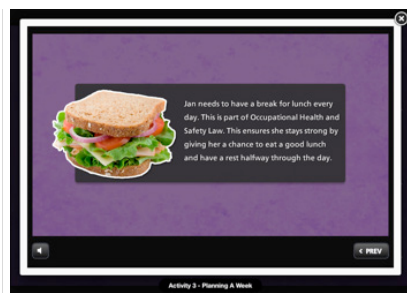 Jan needs to have a break for lunch every
day. This is part of Occupational Health and
Safety Law. This ensures she stays strong by
giving her a chance to eat a good lunch
and have a rest halfway through the day.
< PREV
Activity 3 - Planning A Week